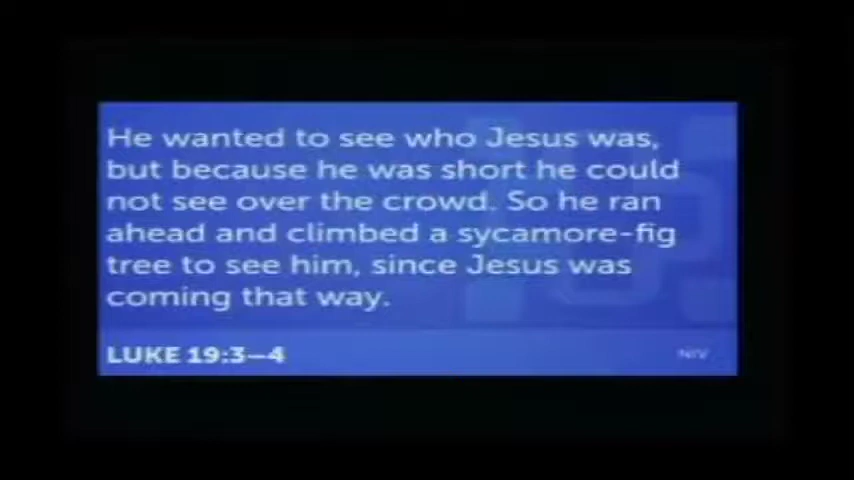 He wanted to see who Jesus was,
but because he was short he could
not see over the crowd. So he ran
ahead and climbed a sycamore-fig
tree to see him, since Jesus was
coming that way.
LUKE 19:3–4
NIV